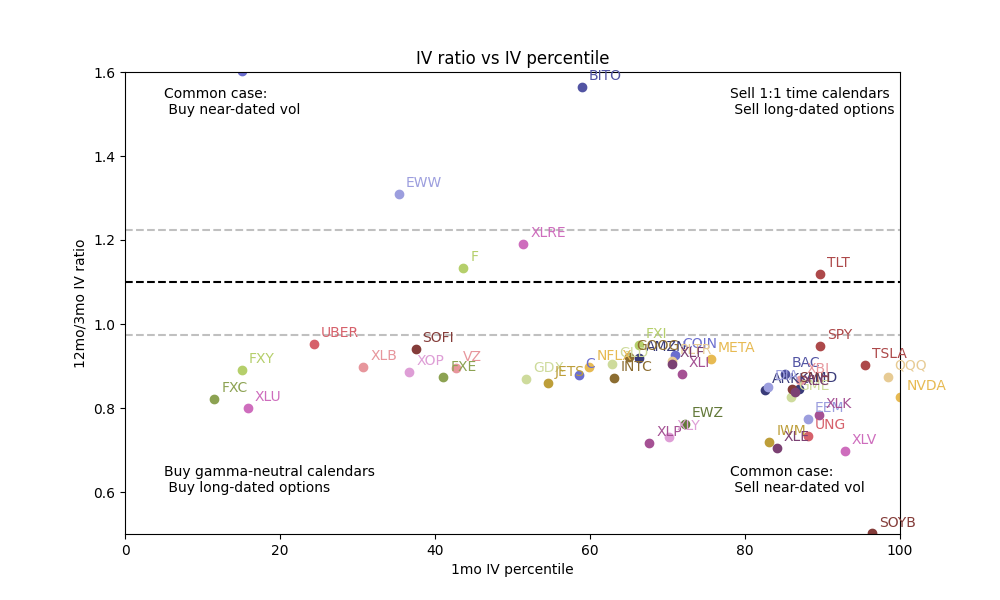 IV ratio vs IV percentile
BITO
Common case:
Buy near-dated vol
Sell 1:1 time calendars
Sell long-dated options
EWW
XLRE
F
TLT
UBER
SOFI
SPY
FXI
COIN
META
XLB
XOP
VZ
FXE
FXY
FXC
XLU
GDX
JETS
C
INTC
AMZN
XLF
XLI
BAC
TSLA
QQQ
NVDA
AMD
XLK
EEM
UNG
EWZ
XLP
XLY
IWM
XLE
XLV
Buy gamma-neutral calendars
Buy long-dated options
Common case:
Sell near-dated vol
SOYB
1.6
1.4
1.2
1.0
0.8
0.6
12mo/3mo IV ratio
0
20
40
60
80
100
1mo IV percentile